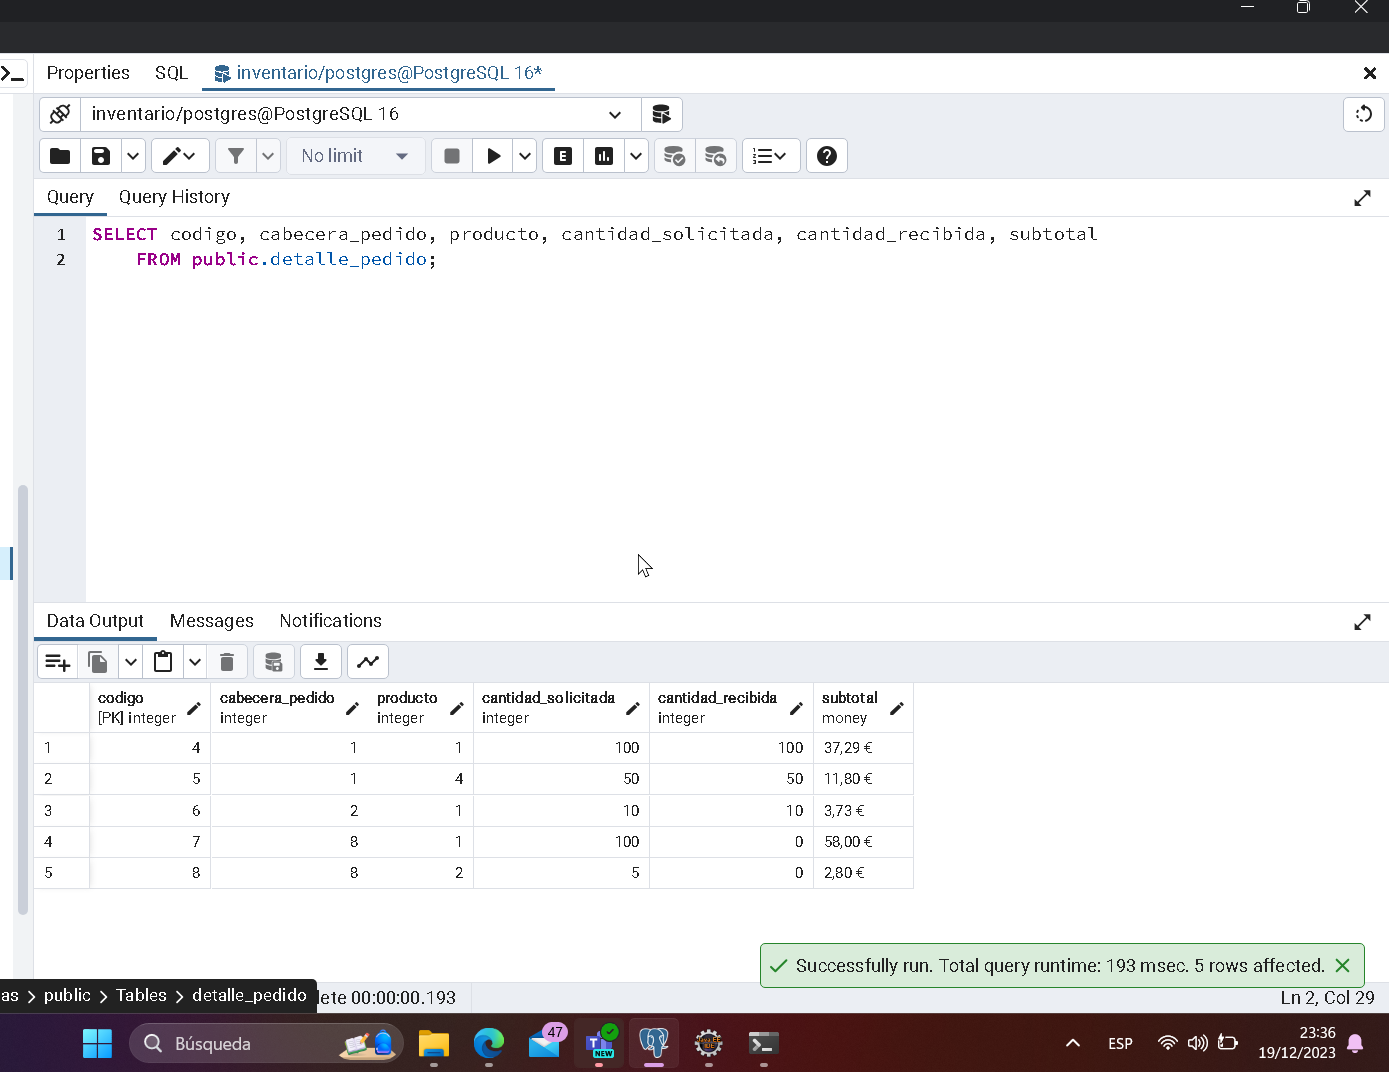 Properties SQL inventario/postgres@PostgreSQL 16*
inventario/postgres@PostgreSQL 16
No limit E
Query Query History
1 SELECT codigo, cabecera_pedido, producto, cantidad_solicitada, cantidad_recibida, subtotal
2 FROM public.detalle_pedido;
Data Output Messages Notifications
codigo cabecera_pedido producto cantidad_solicitada cantidad_recibida subtotal
[PK] integer integer integer integer integer money
1 4 1 1 100 100 37,29 €
2 5 1 4 50 50 11,80 €
3 6 2 1 10 10 3,73 €
4 7 8 1 100 0 58,00 €
5 8 8 2 5 0 2,80 €
Successfully run. Total query runtime: 193 msec. 5 rows affected.
as > public > Tables > detalle_pedido lete 00:00:00.193 Ln 2, Col 29
Búsqueda 47 NEW ESP 23:36
19/12/2023